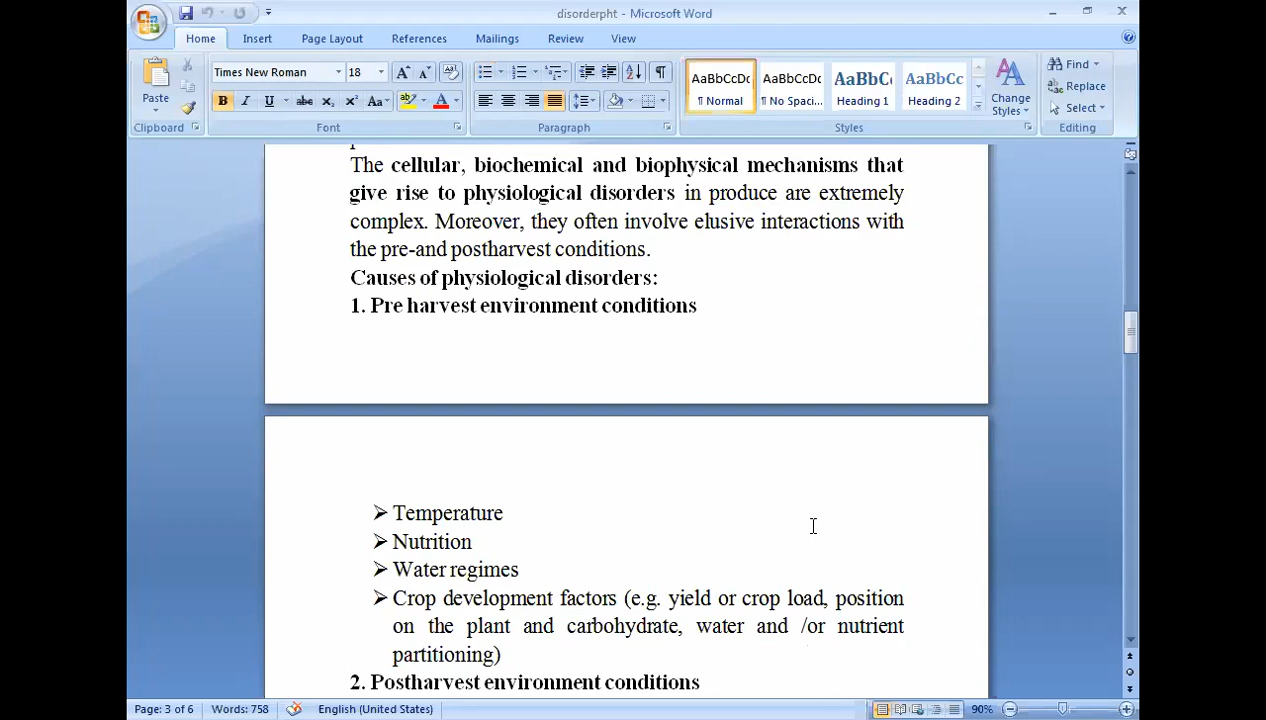 disorderpht - Microsoft Word
Home Insert Page Layout References Mailings Review View
Times New Roman 18
Paste
B I U abe x₂ x² Aa
AaBbCcDc AaBbCcDc AaBbC AaBbCc
¶ Normal ¶ No Spaci... Heading 1 Heading 2
Change Styles
Find
Replace
Select
Clipboard Font Paragraph Styles Editing
The cellular, biochemical and biophysical mechanisms that
give rise to physiological disorders in produce are extremely
complex. Moreover, they often involve elusive interactions with
the pre-and postharvest conditions.
Causes of physiological disorders:
1. Pre harvest environment conditions
➢ Temperature
➢ Nutrition
➢ Water regimes
➢ Crop development factors (e.g. yield or crop load, position
on the plant and carbohydrate, water and /or nutrient
partitioning)
2. Postharvest environment conditions
Page: 3 of 6 Words: 758 English (United States) 90%